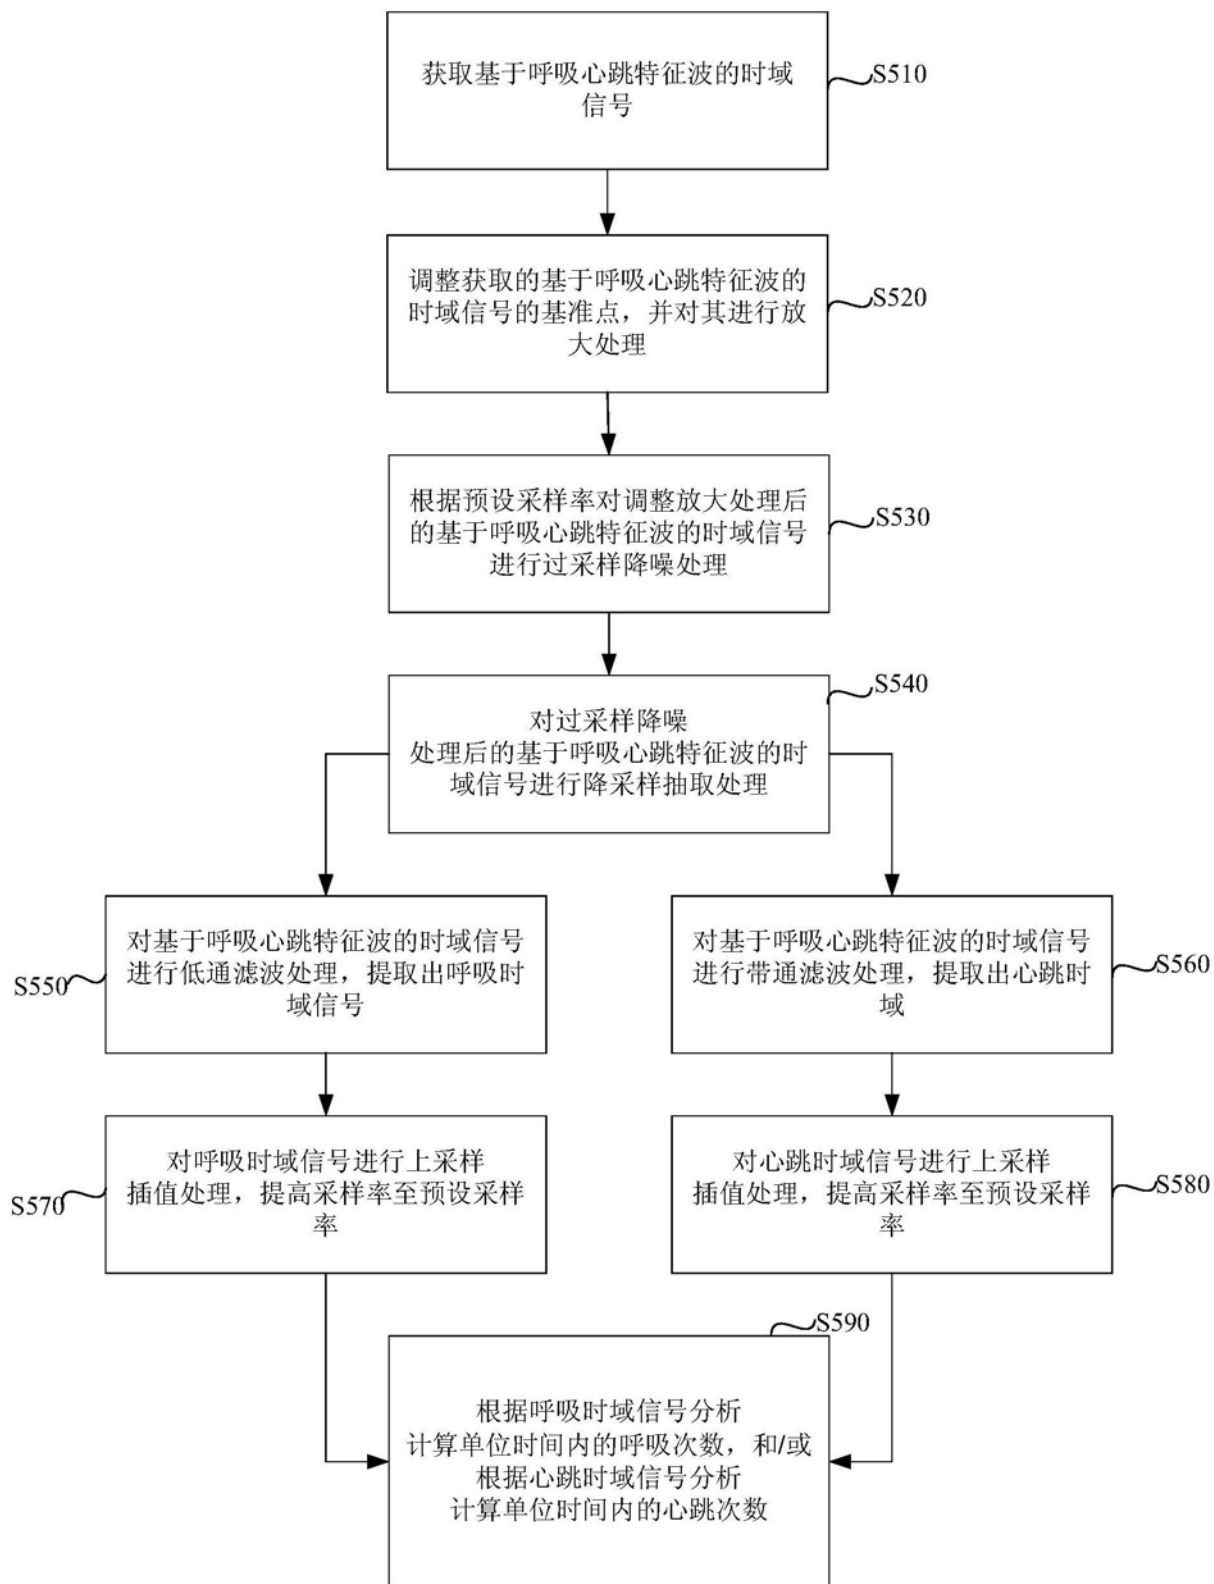 获取基于呼吸心跳特征波的时域
信号
S510
调整获取的基于呼吸心跳特征波的
时域信号的基准点，并对其进行放
大处理
S520
根据预设采样率对调整放大处理后
的基于呼吸心跳特征波的时域信号
进行过采样降噪处理
S530
对过采样降噪
处理后的基于呼吸心跳特征波的时
域信号进行降采样抽取处理
S540
对基于呼吸心跳特征波的时域信号
进行低通滤波处理，提取出呼吸时
域信号
S550
对基于呼吸心跳特征波的时域信号
进行带通滤波处理，提取出心跳时
域
S560
对呼吸时域信号进行上采样
插值处理，提高采样率至预设采样
率
S570
对心跳时域信号进行上采样
插值处理，提高采样率至预设采样
率
S580
根据呼吸时域信号分析
计算单位时间内的呼吸次数，和/或
根据心跳时域信号分析
计算单位时间内的心跳次数
S590